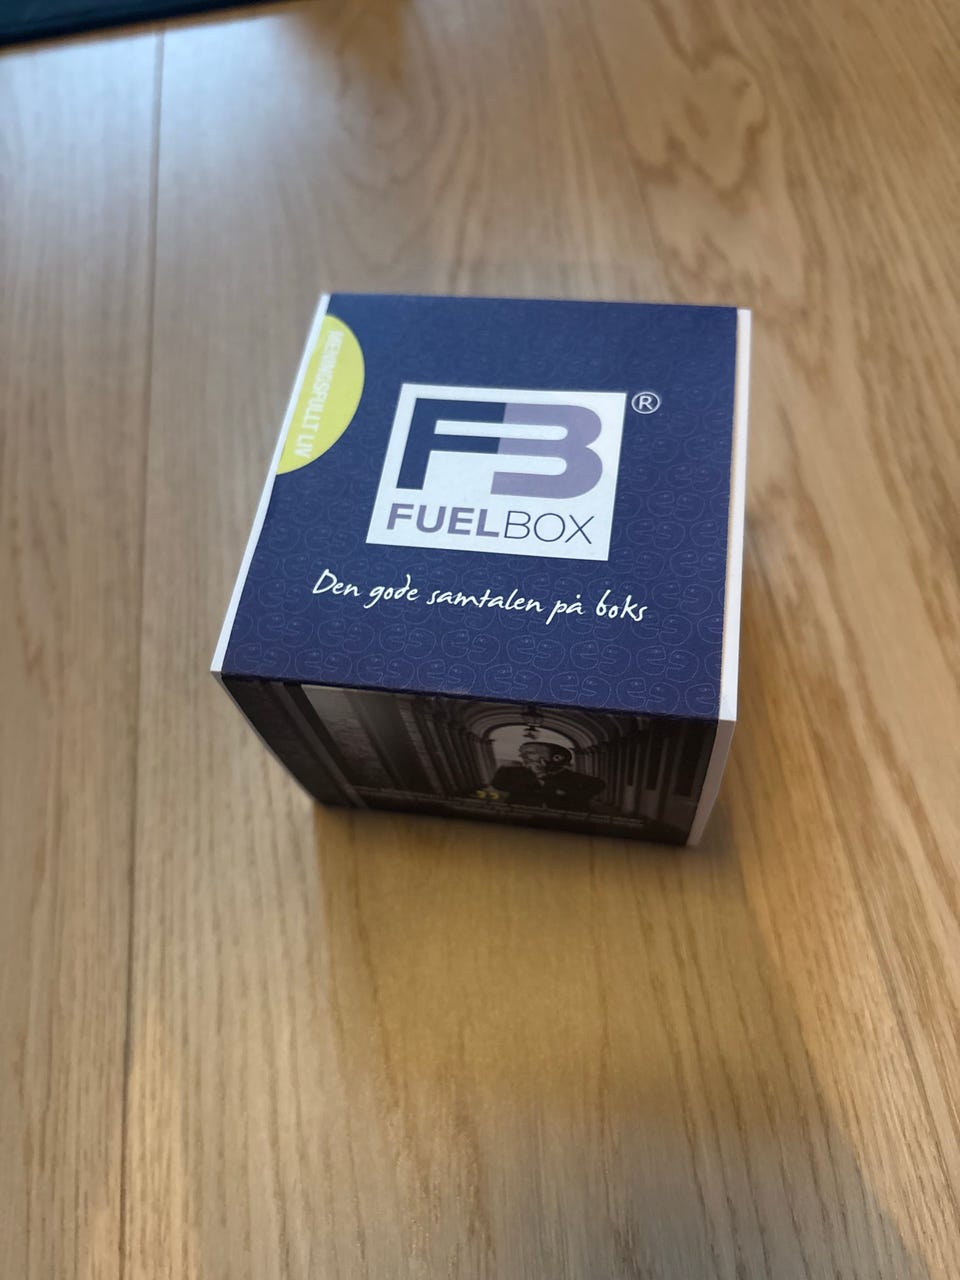 MENINGSFULLT LIV
FB
®
FUELBOX
Den gode samtalen på boks